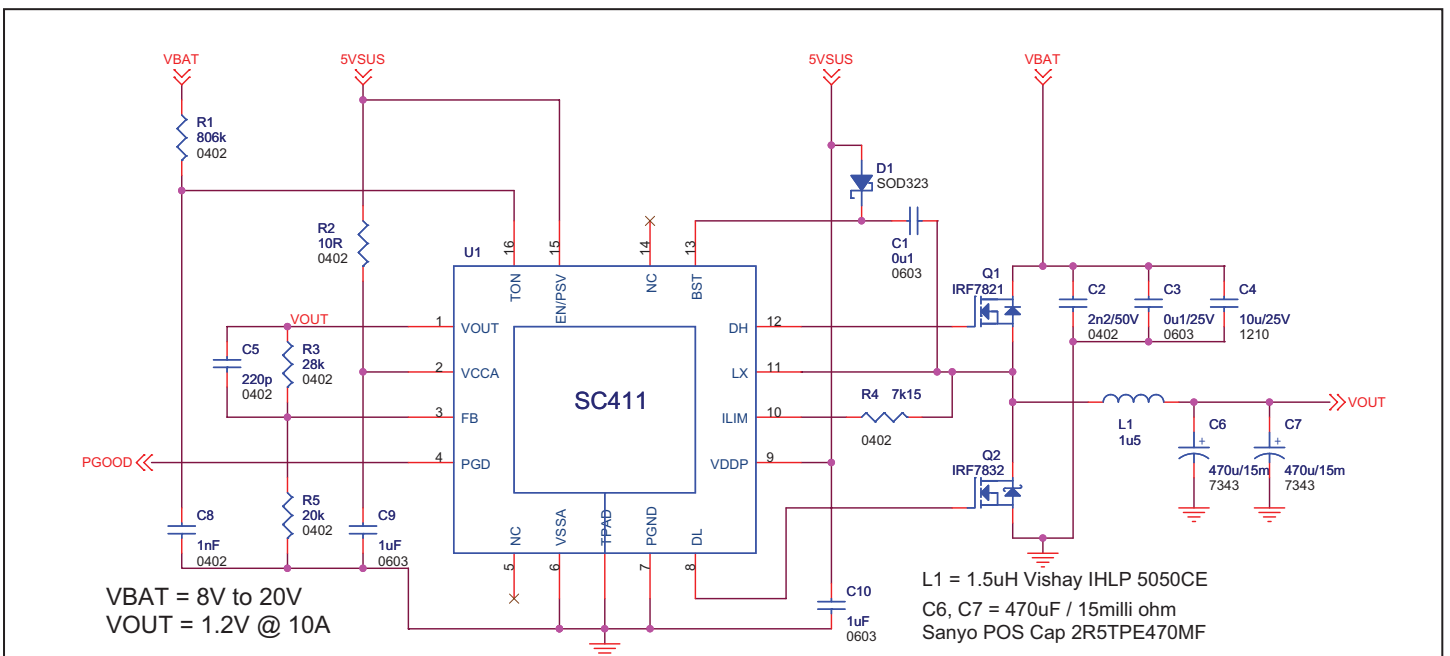 VBAT
5VSUS
5VSUS
VBAT
R1
806k
0402
D1
SOD323
R2
10R
0402
U1
16
15
14
13
C1
0u1
0603
TON
EN/PSV
NC
BST
Q1
IRF7821
C2
2n2/50V
0402
C3
0u1/25V
0603
C4
10u/25V
1210
VOUT
1
VOUT
DH
12
C5
220p
0402
R3
28k
0402
2
VCCA
LX
11
SC411
R4 7k15
0402
3
FB
ILIM
10
L1
1u5
VOUT
C6
470u/15m
7343
C7
470u/15m
7343
PGOOD
4
PGD
VDDP
9
Q2
IRF7832
R5
20k
0402
C8
1nF
0402
C9
1uF
0603
NC
VSSA
TPAD
PGND
DL
5
6
7
8
C10
1uF
0603
VBAT = 8V to 20V
VOUT = 1.2V @ 10A
L1 = 1.5uH Vishay IHLP 5050CE
C6, C7 = 470uF / 15milli ohm
Sanyo POS Cap 2R5TPE470MF